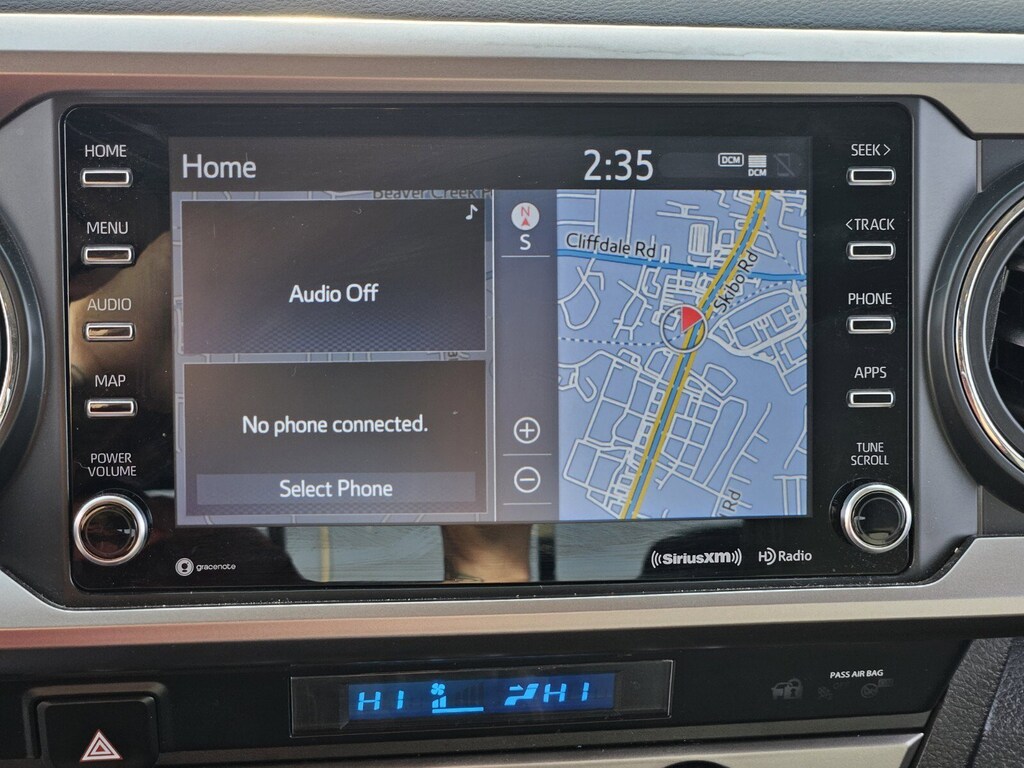 HOME
MENU
AUDIO
MAP
POWER
VOLUME
Home
2:35
DCM
DCM
Beaver Creek
Audio Off
No phone connected.
Select Phone
N
S
Cliffdale Rd
Skibo Rd
Rd
SEEK>
<TRACK
PHONE
APPS
TUNE
SCROLL
gracenote
((SiriusXM))
HD Radio
HI
HI
PASS AIR BAG